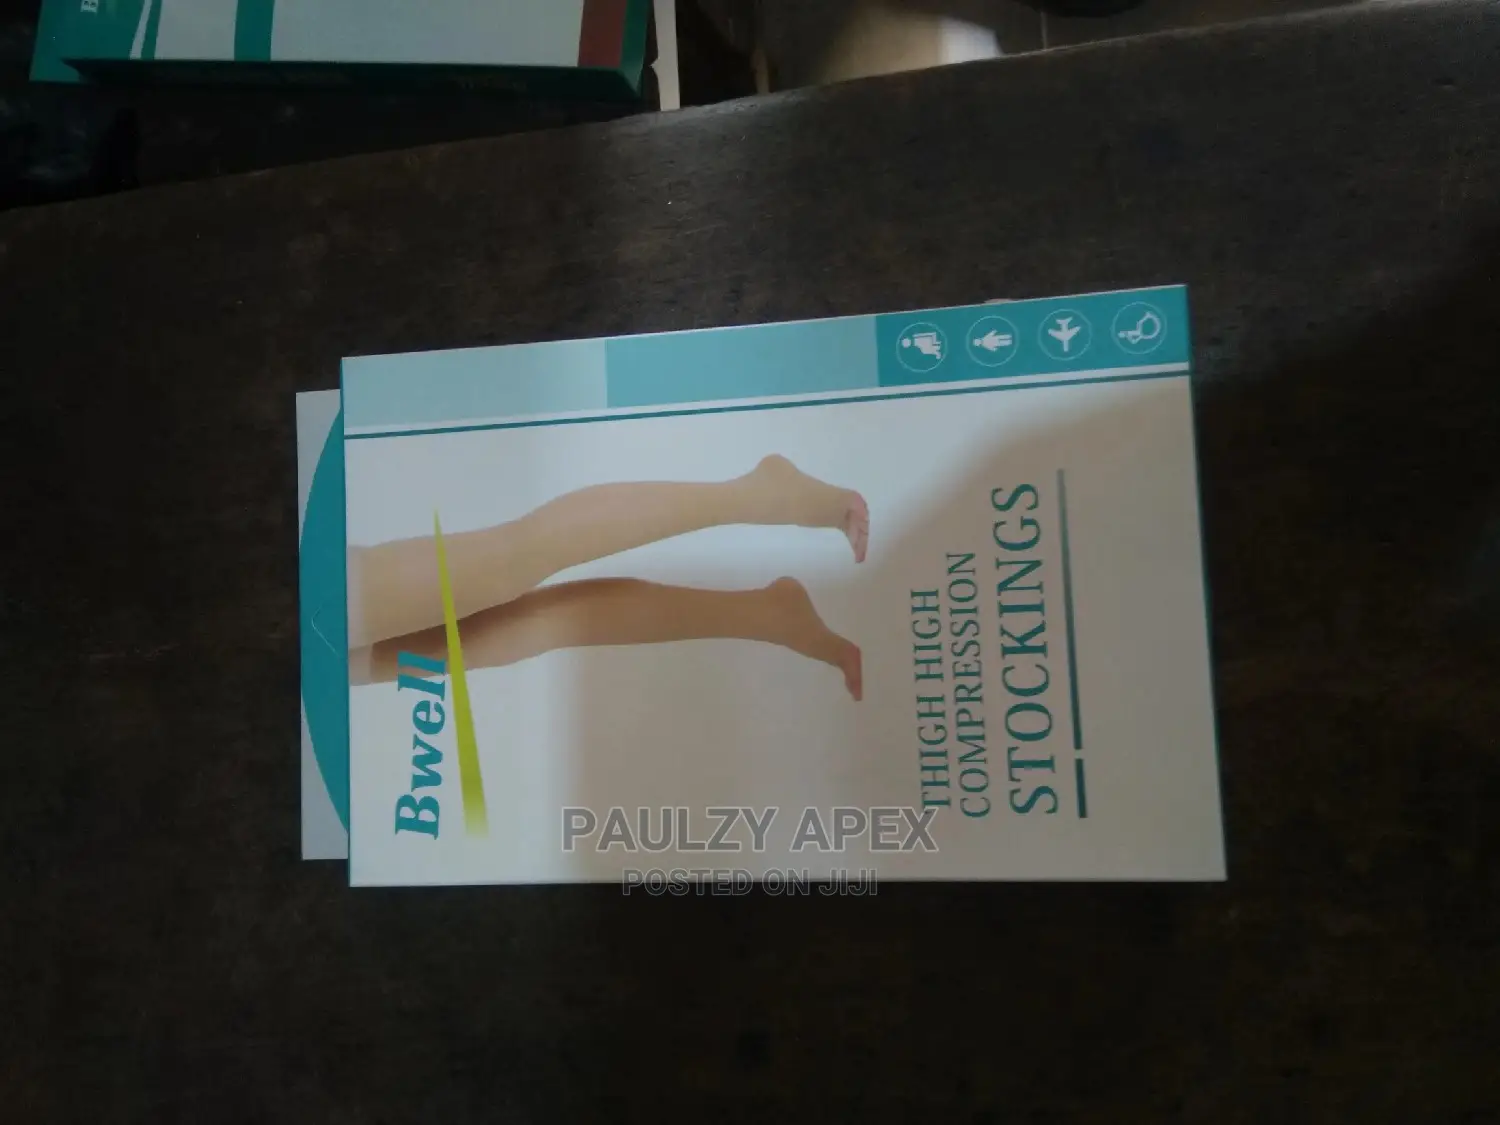 B
Bwell
THIGH HIGH
COMPRESSION
STOCKINGS
PAULZY APEX
POSTED ON JIJI